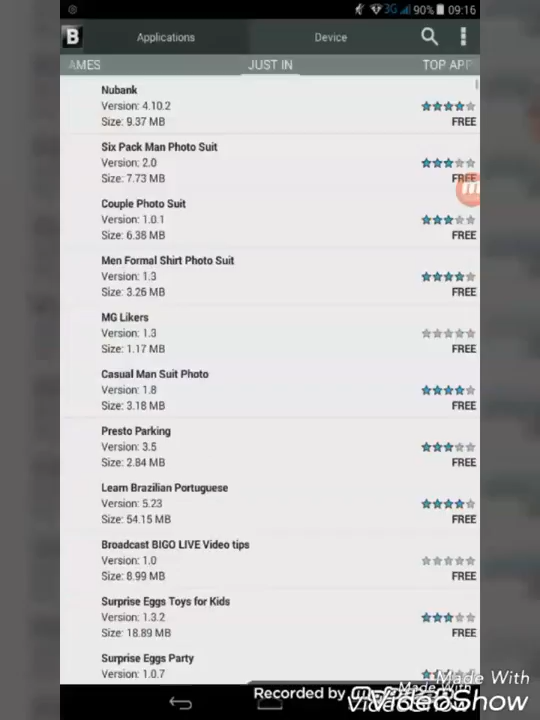 3G 90% 09:16
B Applications Device
AMES JUST IN TOP APP
Nubank
Version: 4.10.2
Size: 9.37 MB
FREE
Six Pack Man Photo Suit
Version: 2.0
Size: 7.73 MB
FREE
Couple Photo Suit
Version: 1.0.1
Size: 6.38 MB
FREE
Men Formal Shirt Photo Suit
Version: 1.3
Size: 3.26 MB
FREE
MG Likers
Version: 1.3
Size: 1.17 MB
FREE
Casual Man Suit Photo
Version: 1.8
Size: 3.18 MB
FREE
Presto Parking
Version: 3.5
Size: 2.84 MB
FREE
Learn Brazilian Portuguese
Version: 5.23
Size: 54.15 MB
FREE
Broadcast BIGO LIVE Video tips
Version: 1.0
Size: 8.99 MB
FREE
Surprise Eggs Toys for Kids
Version: 1.3.2
Size: 18.89 MB
FREE
Surprise Eggs Party
Version: 1.0.7
Made With
Recorded by
VideoShow